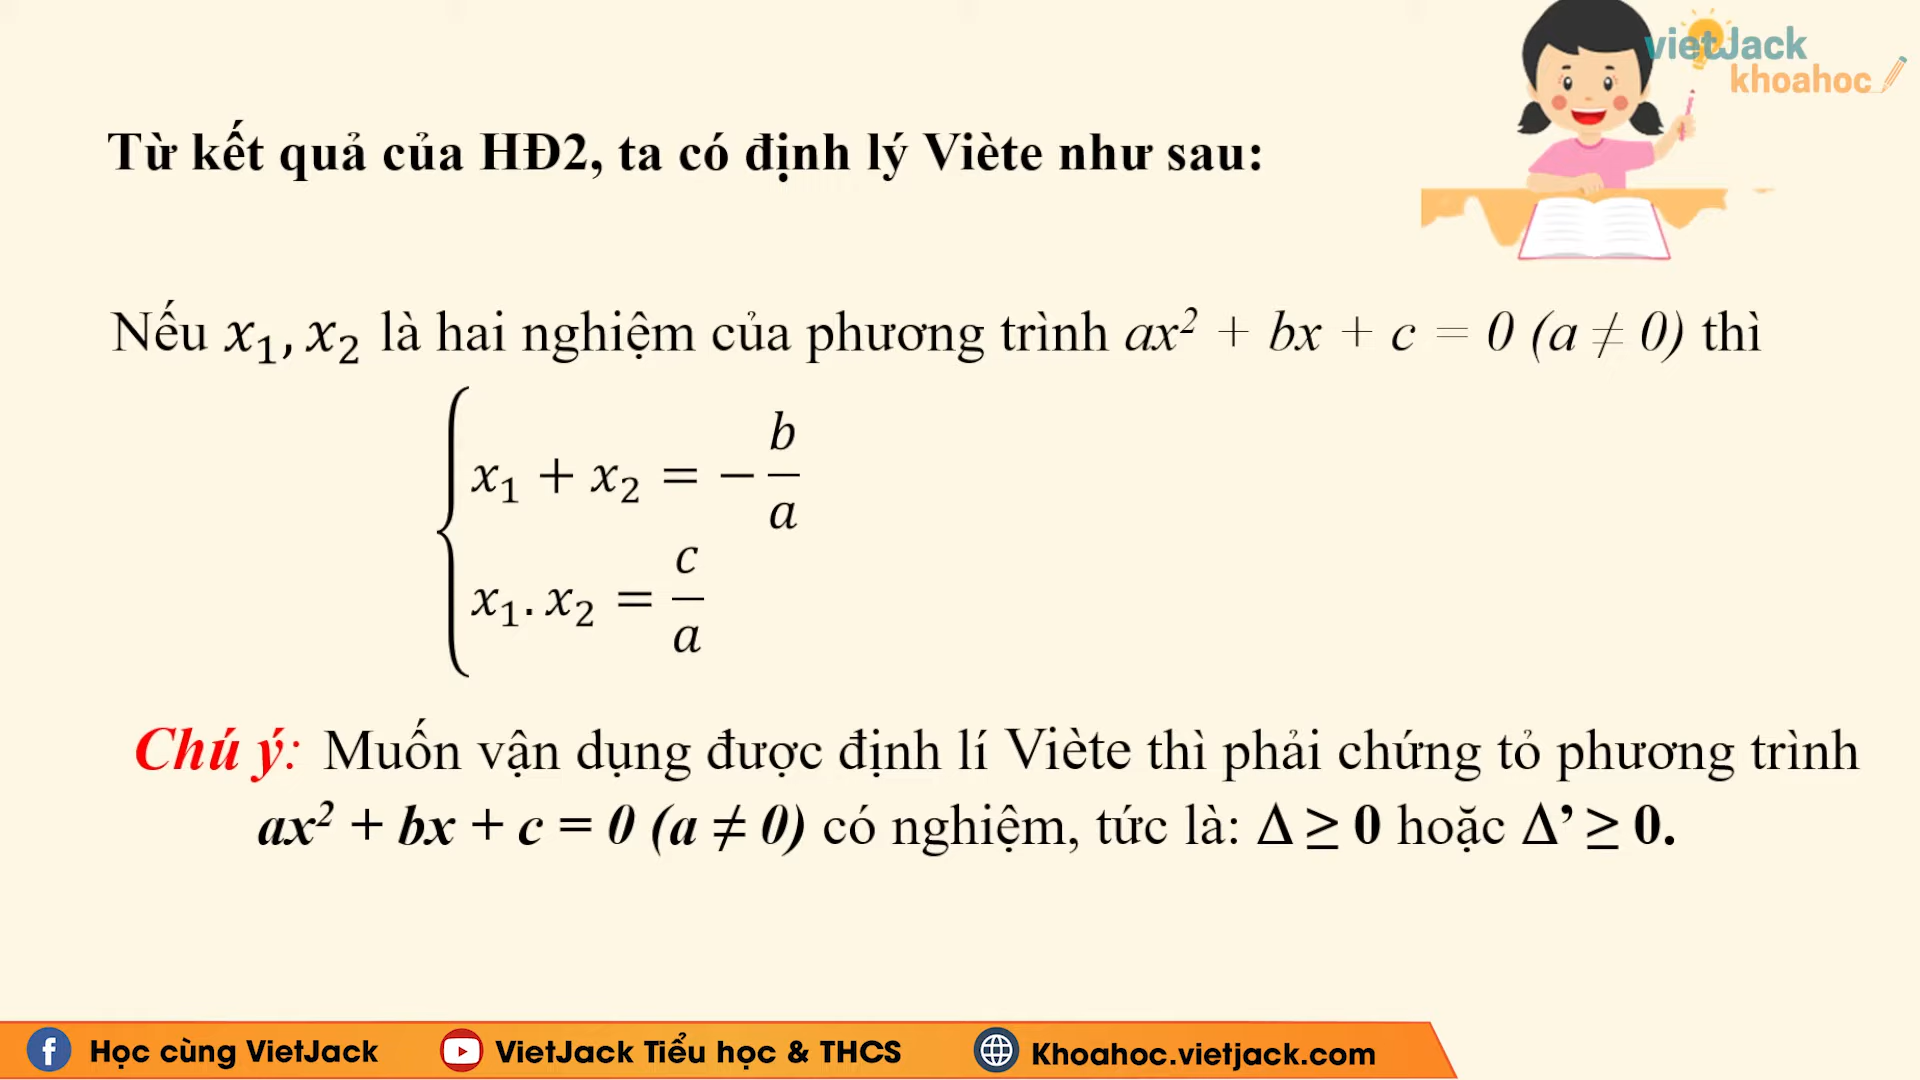 vietJack
khoahoc
Từ kết quả của HĐ2, ta có định lý Viète như sau:
Nếu x₁, x₂ là hai nghiệm của phương trình ax² + bx + c = 0 (a ≠ 0) thì
x₁ + x₂ = − b/a
x₁. x₂ = c/a
Chú ý: Muốn vận dụng được định lí Viète thì phải chứng tỏ phương trình
ax² + bx + c = 0 (a ≠ 0) có nghiệm, tức là: Δ ≥ 0 hoặc Δ’ ≥ 0.
Học cùng VietJack VietJack Tiểu học & THCS Khoahoc.vietjack.com